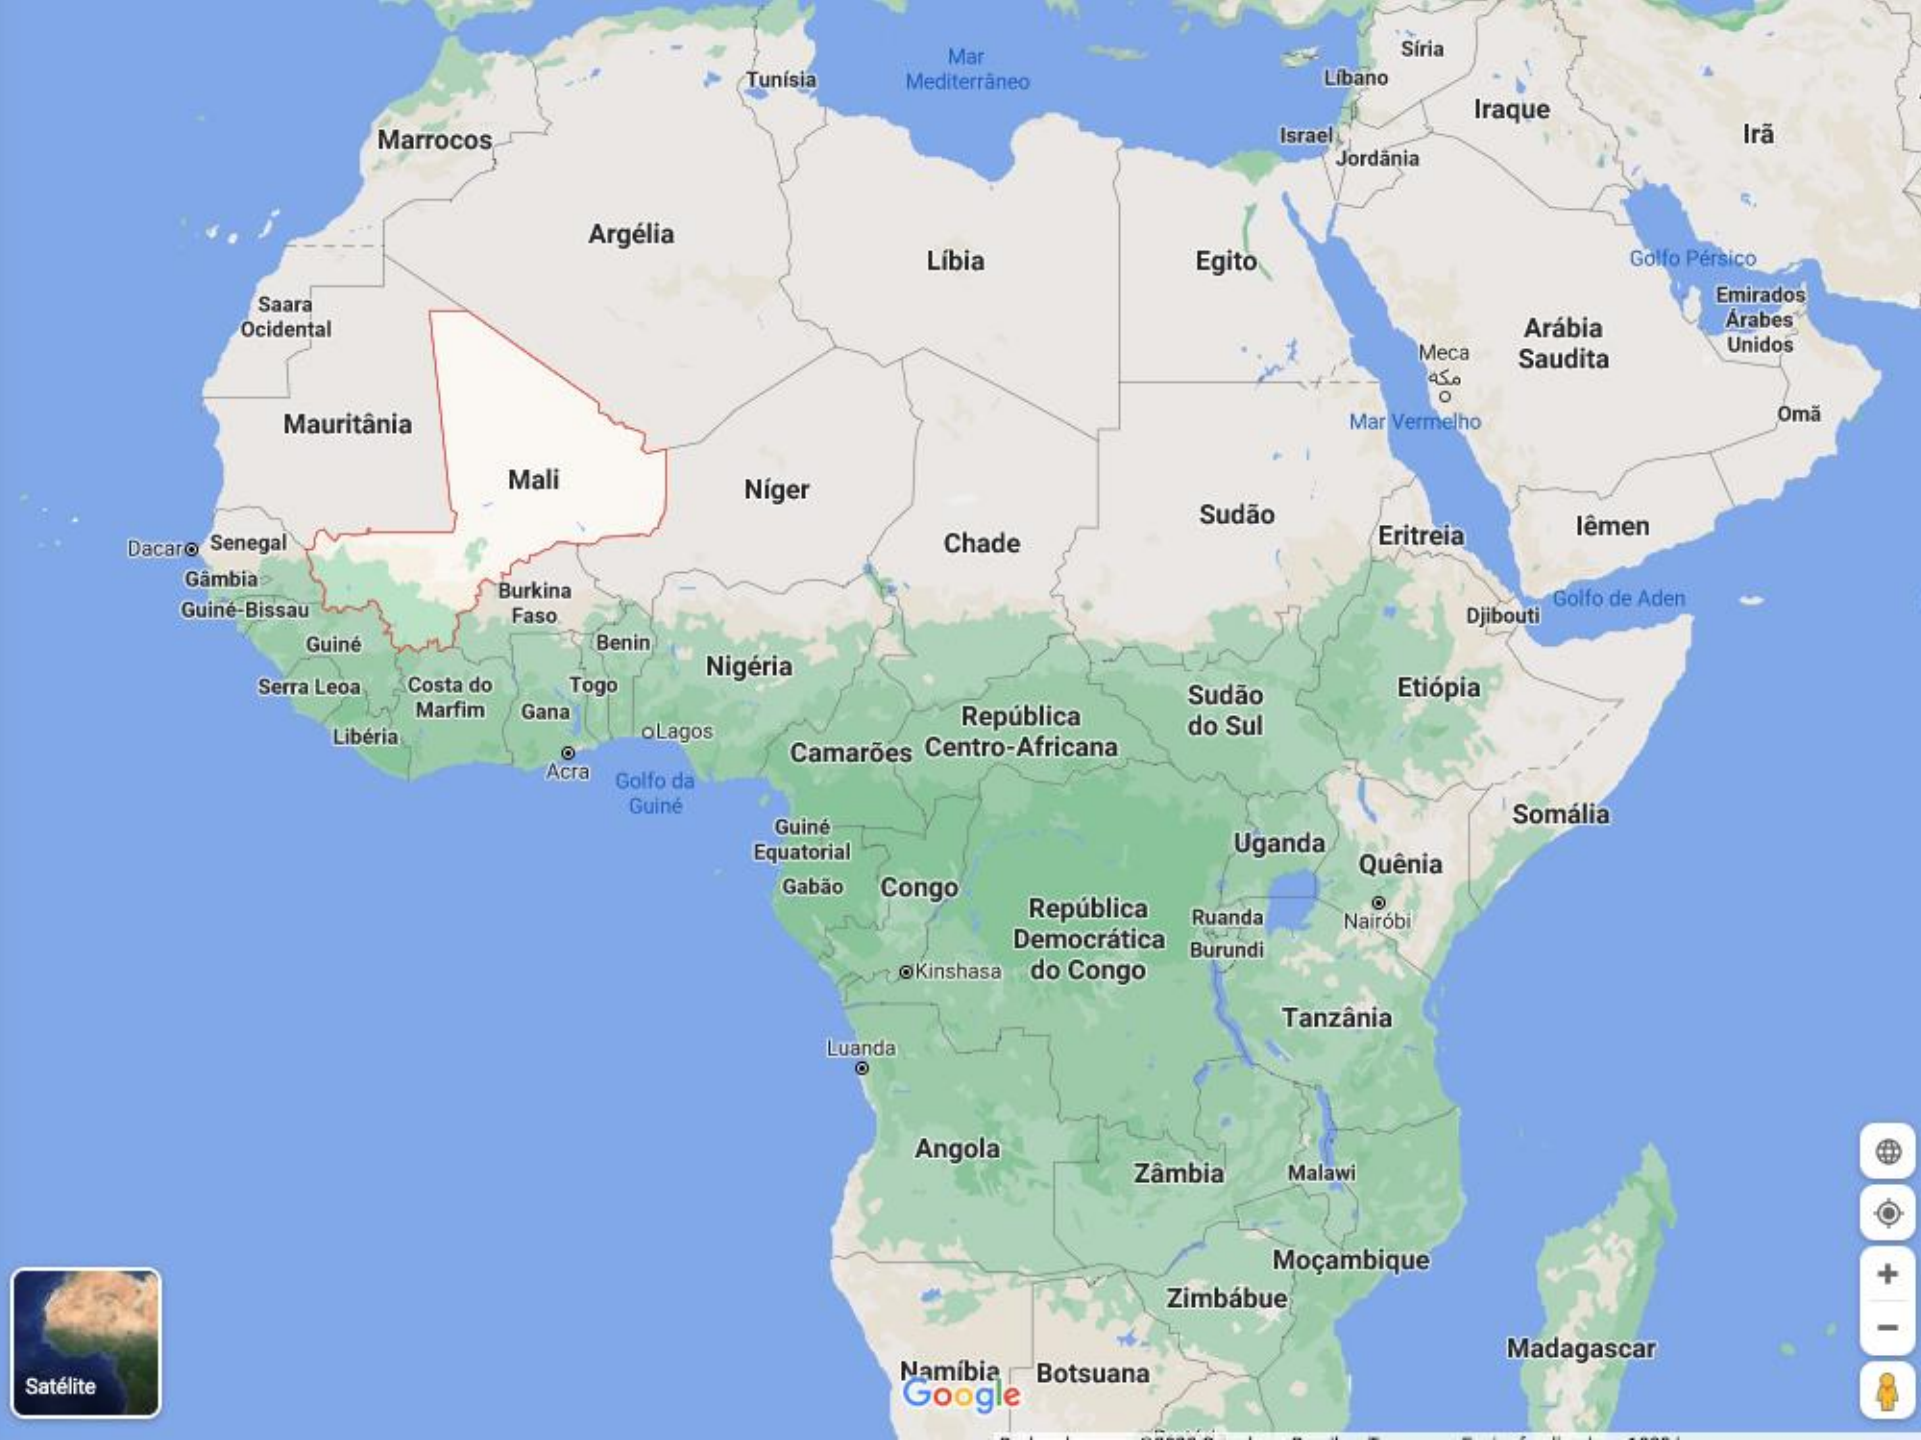 Síria
Mar
Mediterrâneo
Tunísia
Líbano
Iraque
Marrocos
Israel
Irã
Jordânia
Argélia
Líbia
Egito
Golfo Pérsico
Saara
Ocidental
Emirados
Árabes
Unidos
Arábia
Saudita
Meca
مكة
Mauritânia
Mar Vermelho
Omã
Mali
Níger
Sudão
Iêmen
Eritreia
Dacar
Senegal
Chade
Gâmbia
Burkina
Faso
Golfo de Aden
Guiné-Bissau
Djibouti
Guiné
Benin
Nigéria
Serra Leoa
Costa do
Marfim
Togo
Etiópia
Sudão
do Sul
Gana
República
Centro-Africana
Libéria
Lagos
Camarões
Acra
Golfo da
Guiné
Somália
Guiné
Equatorial
Uganda
Quênia
Gabão
Congo
República
Democrática
do Congo
Ruanda
Nairóbi
Burundi
Kinshasa
Tanzânia
Luanda
Angola
Zâmbia
Malawi
Moçambique
Zimbábue
Madagascar
Namíbia
Botsuana
Satélite
Google